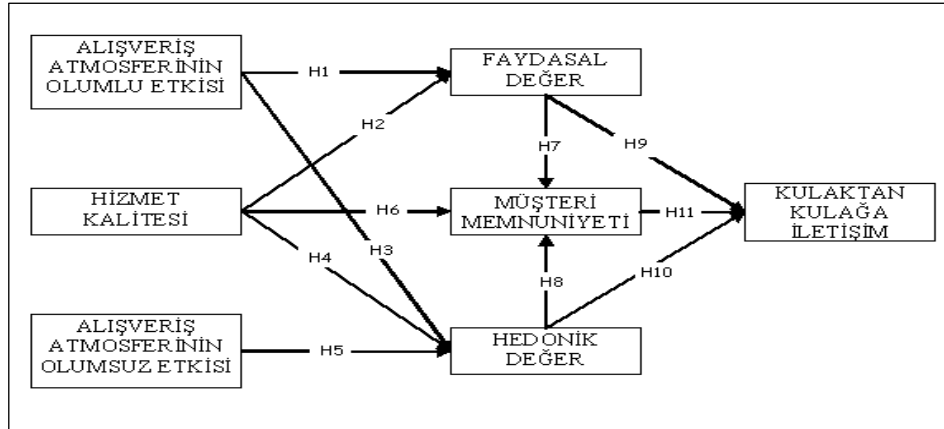 ALIŞVERİŞ
ATMOSFERİNİN
OLUMLU ETKİSİ
H1
FAYDASAL
DEĞER
H2
H7
H9
HİZMET
KALİTESİ
H6
MÜŞTERİ
MEMNUNİYETİ
H11
KULAKTAN
KULAĞA
İLETİŞİM
H3
H4
H8
H10
ALIŞVERİŞ
ATMOSFERİNİN
OLUMSUZ ETKİSİ
H5
HEDONİK
DEĞER